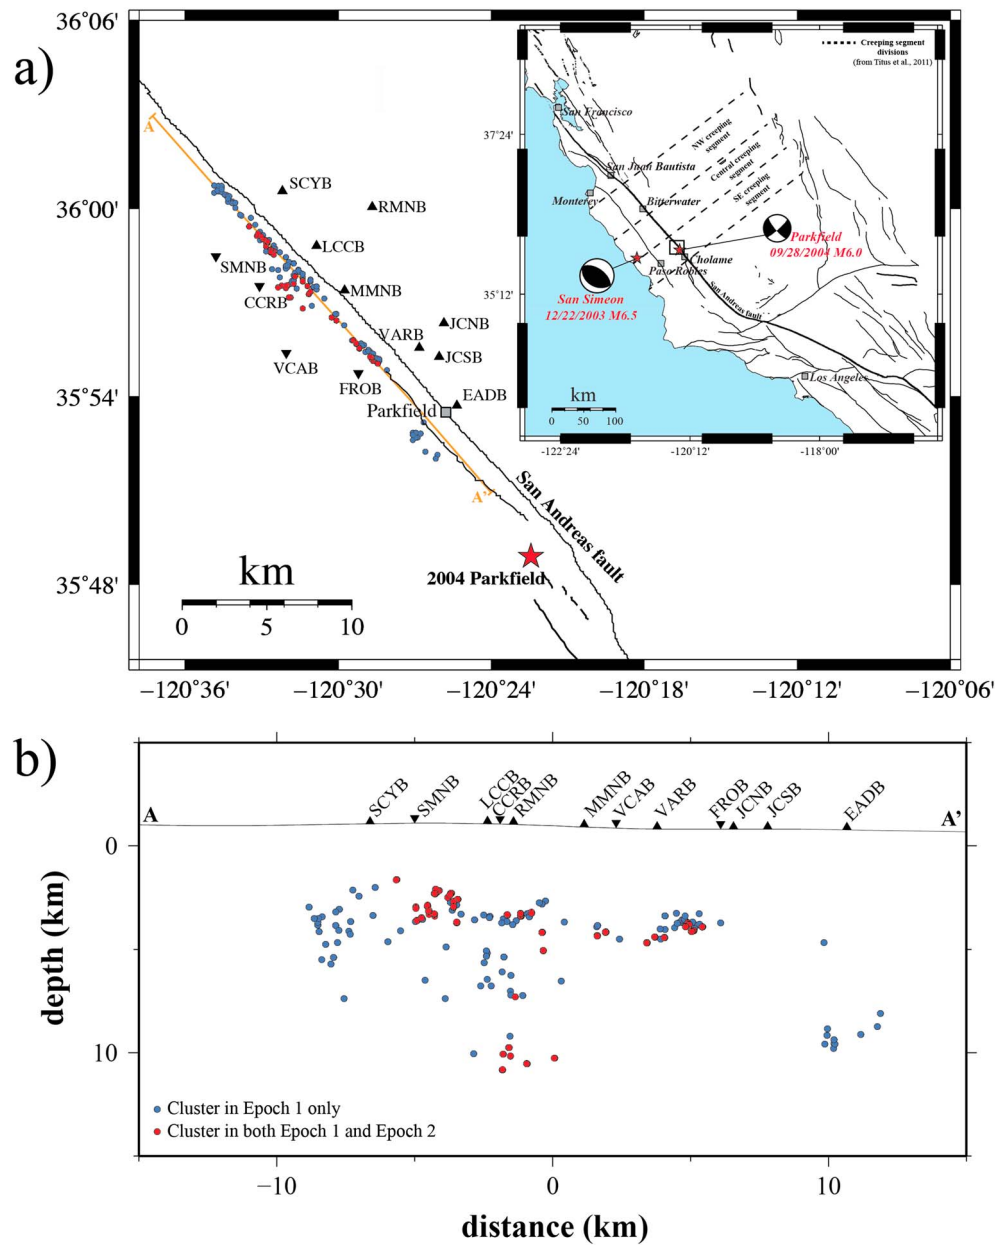 a)
36°06'
36°00'
35°54'
35°48'
A
SCYB
RMNB
LCCB
SMNB
CCRB
MMNB
JCNB
VARB
JCSB
VCAB
FROB
EADB
Parkfield
A'
San Andreas fault
2004 Parkfield
km
0 5 10
−120°36' −120°30' −120°24' −120°18' −120°12' −120°06'
Creeping segment
divisions
(from Titus et al., 2011)
37°24'
35°12'
San Francisco
NW creeping
segment
Central creeping
segment
SE creeping
segment
San Juan Bautista
Monterey
Bitterwater
Parkfield
09/28/2004 M6.0
Cholame
Paso Robles
San Simeon
12/22/2003 M6.5
San Andreas fault
Los Angeles
km
0 50 100
-122°24' -120°12' -118°00'
b)
A
SCYB
SMNB
LCCB
CCRB
RMNB
MMNB
VCAB
VARB
FROB
JCNB
JCSB
EADB
A'
0
10
depth (km)
Cluster in Epoch 1 only
Cluster in both Epoch 1 and Epoch 2
−10 0 10
distance (km)